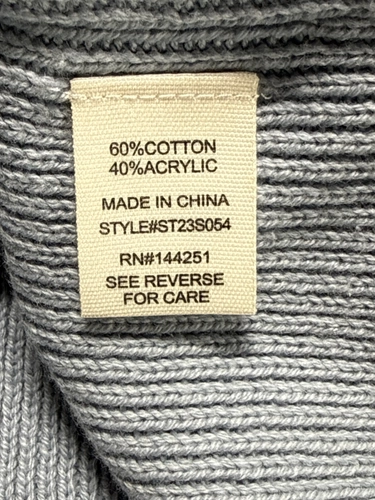 60%COTTON
40%ACRYLIC
MADE IN CHINA
STYLE#ST23S054
RN#144251
SEE REVERSE
FOR CARE